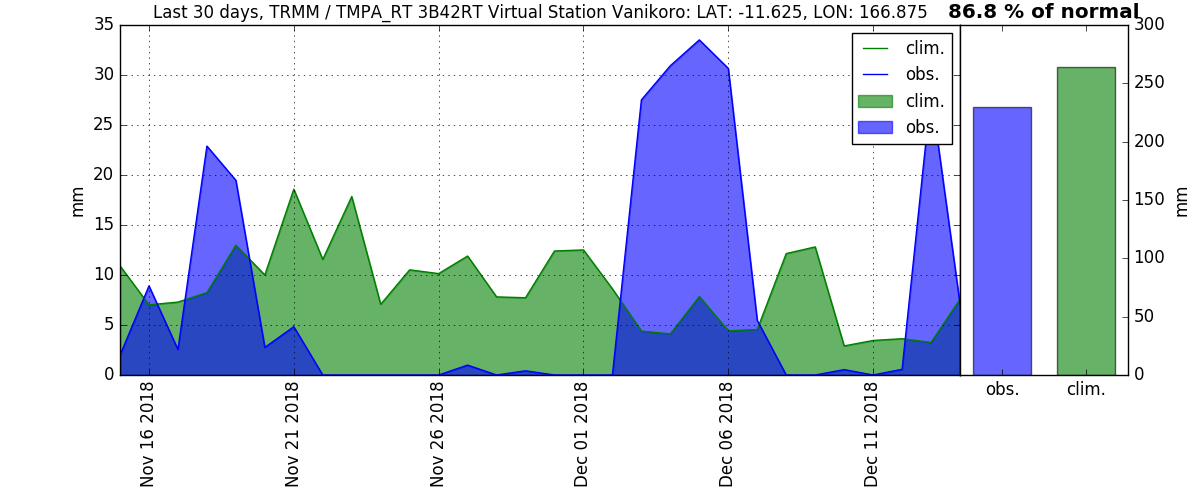 Last 30 days, TRMM / TMPA_RT 3B42RT Virtual Station Vanikoro: LAT: -11.625, LON: 166.875
86.8 % of normal
35
30
25
20
15
10
5
0
mm
clim.
obs.
clim.
obs.
300
250
200
150
100
50
0
mm
obs.
clim.
Nov 16 2018
Nov 21 2018
Nov 26 2018
Dec 01 2018
Dec 06 2018
Dec 11 2018